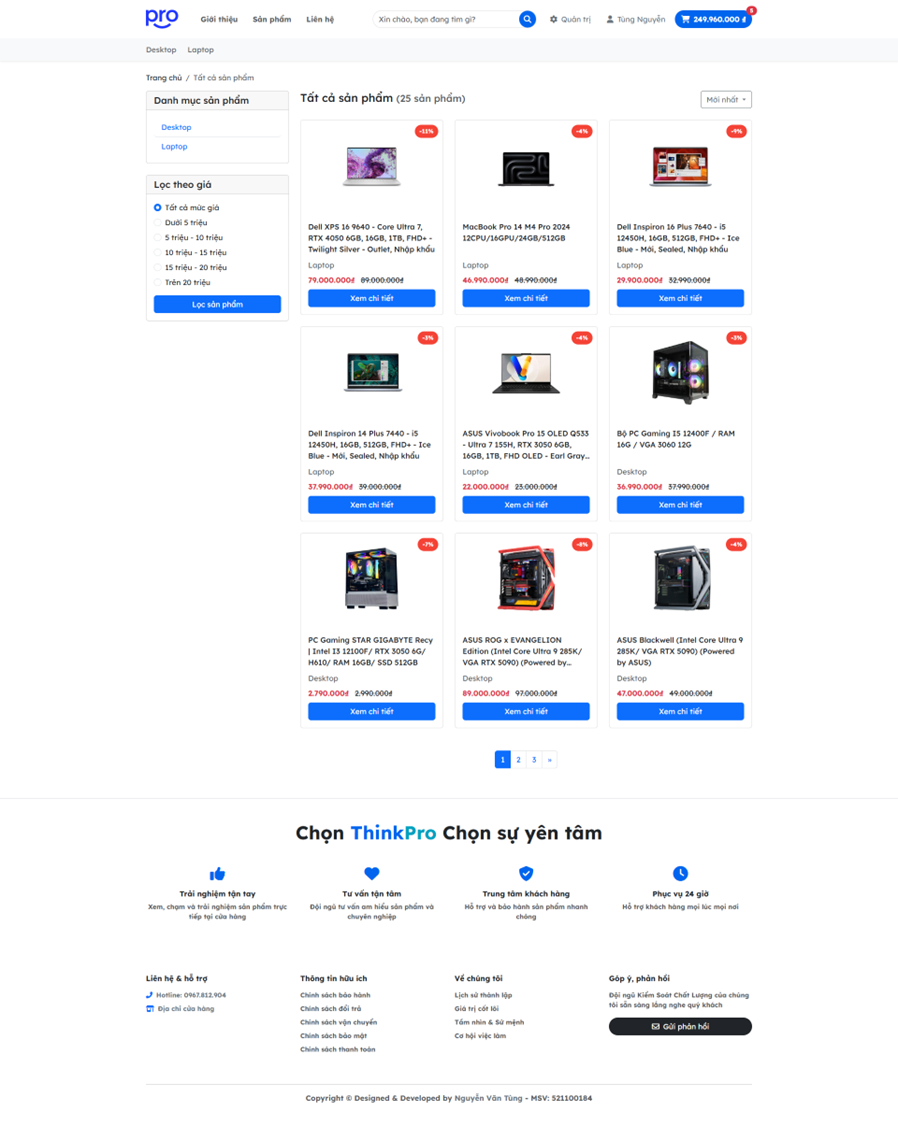 pro
Giới thiệu Sản phẩm Liên hệ
Xin chào, bạn đang tìm gì?
Quản trị
Tùng Nguyễn
249.960.000 ₫
5
Desktop Laptop
Trang chủ / Tất cả sản phẩm
Danh mục sản phẩm
Desktop
Laptop
Lọc theo giá
Tất cả mức giá
Dưới 5 triệu
5 triệu - 10 triệu
10 triệu - 15 triệu
15 triệu - 20 triệu
Trên 20 triệu
Lọc sản phẩm
Tất cả sản phẩm (25 sản phẩm)
Mới nhất
-11%
Dell XPS 16 9640 - Core Ultra 7,
RTX 4050 6GB, 16GB, 1TB, FHD+ -
Twilight Silver - Outlet, Nhập khẩu
Laptop
79.000.000₫ 89.000.000₫
Xem chi tiết
-4%
MacBook Pro 14 M4 Pro 2024
12CPU/16GPU/24GB/512GB
Laptop
46.990.000₫ 48.990.000₫
Xem chi tiết
-9%
Dell Inspiron 16 Plus 7640 - i5
12450H, 16GB, 512GB, FHD+ - Ice
Blue - Mới, Sealed, Nhập khẩu
Laptop
29.900.000₫ 32.990.000₫
Xem chi tiết
-3%
Dell Inspiron 14 Plus 7440 - i5
12450H, 16GB, 512GB, FHD+ - Ice
Blue - Mới, Sealed, Nhập khẩu
Laptop
37.990.000₫ 39.000.000₫
Xem chi tiết
-4%
ASUS Vivobook Pro 15 OLED Q533
- Ultra 7 155H, RTX 3050 6GB,
16GB, 1TB, FHD OLED - Earl Gray...
Laptop
22.000.000₫ 23.000.000₫
Xem chi tiết
-3%
Bộ PC Gaming I5 12400F / RAM
16G / VGA 3060 12G
Desktop
36.990.000₫ 37.990.000₫
Xem chi tiết
-7%
PC Gaming STAR GIGABYTE Recy
| Intel I3 12100F/ RTX 3050 6G/
H610/ RAM 16GB/ SSD 512GB
Desktop
2.790.000₫ 2.990.000₫
Xem chi tiết
-8%
ASUS ROG x EVANGELION
Edition (Intel Core Ultra 9 285K/
VGA RTX 5090) (Powered by...
Desktop
89.000.000₫ 97.000.000₫
Xem chi tiết
-4%
ASUS Blackwell (Intel Core Ultra 9
285K/ VGA RTX 5090) (Powered
by ASUS)
Desktop
47.000.000₫ 49.000.000₫
Xem chi tiết
1 2 3 »
Chọn ThinkPro Chọn sự yên tâm
Trải nghiệm tận tay
Xem, chạm và trải nghiệm sản phẩm trực
tiếp tại cửa hàng
Tư vấn tận tâm
Đội ngũ tư vấn am hiểu sản phẩm và
chuyên nghiệp
Trung tâm khách hàng
Hỗ trợ và bảo hành sản phẩm nhanh
chóng
Phục vụ 24 giờ
Hỗ trợ khách hàng mọi lúc mọi nơi
Liên hệ & hỗ trợ
Hotline: 0967.812.904
Địa chỉ cửa hàng
Thông tin hữu ích
Chính sách bảo hành
Chính sách đổi trả
Chính sách vận chuyển
Chính sách bảo mật
Chính sách thanh toán
Về chúng tôi
Lịch sử thành lập
Giá trị cốt lõi
Tầm nhìn & Sứ mệnh
Cơ hội việc làm
Góp ý, phản hồi
Đội ngũ Kiểm Soát Chất Lượng của chúng
tôi sẵn sàng lắng nghe quý khách
Gửi phản hồi
Copyright © Designed & Developed by Nguyễn Văn Tùng - MSV: 521100184